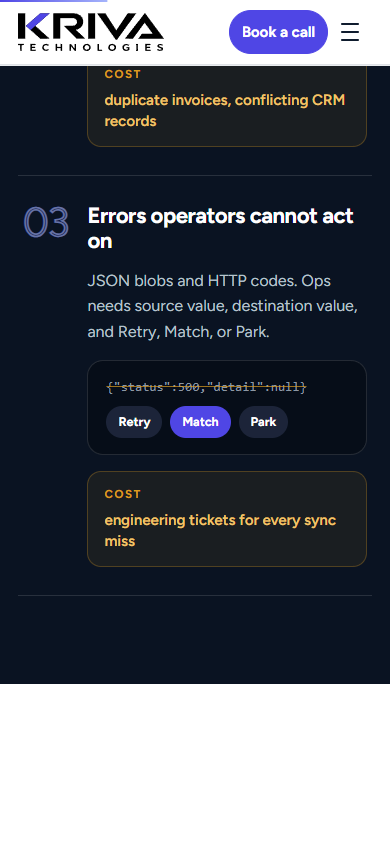 KRIVA
TECHNOLOGIES
Book a call
COST
duplicate invoices, conflicting CRM
records
03
Errors operators cannot act
on
JSON blobs and HTTP codes. Ops
needs source value, destination value,
and Retry, Match, or Park.
{"status":500,"detail":null}
Retry Match Park
COST
engineering tickets for every sync
miss